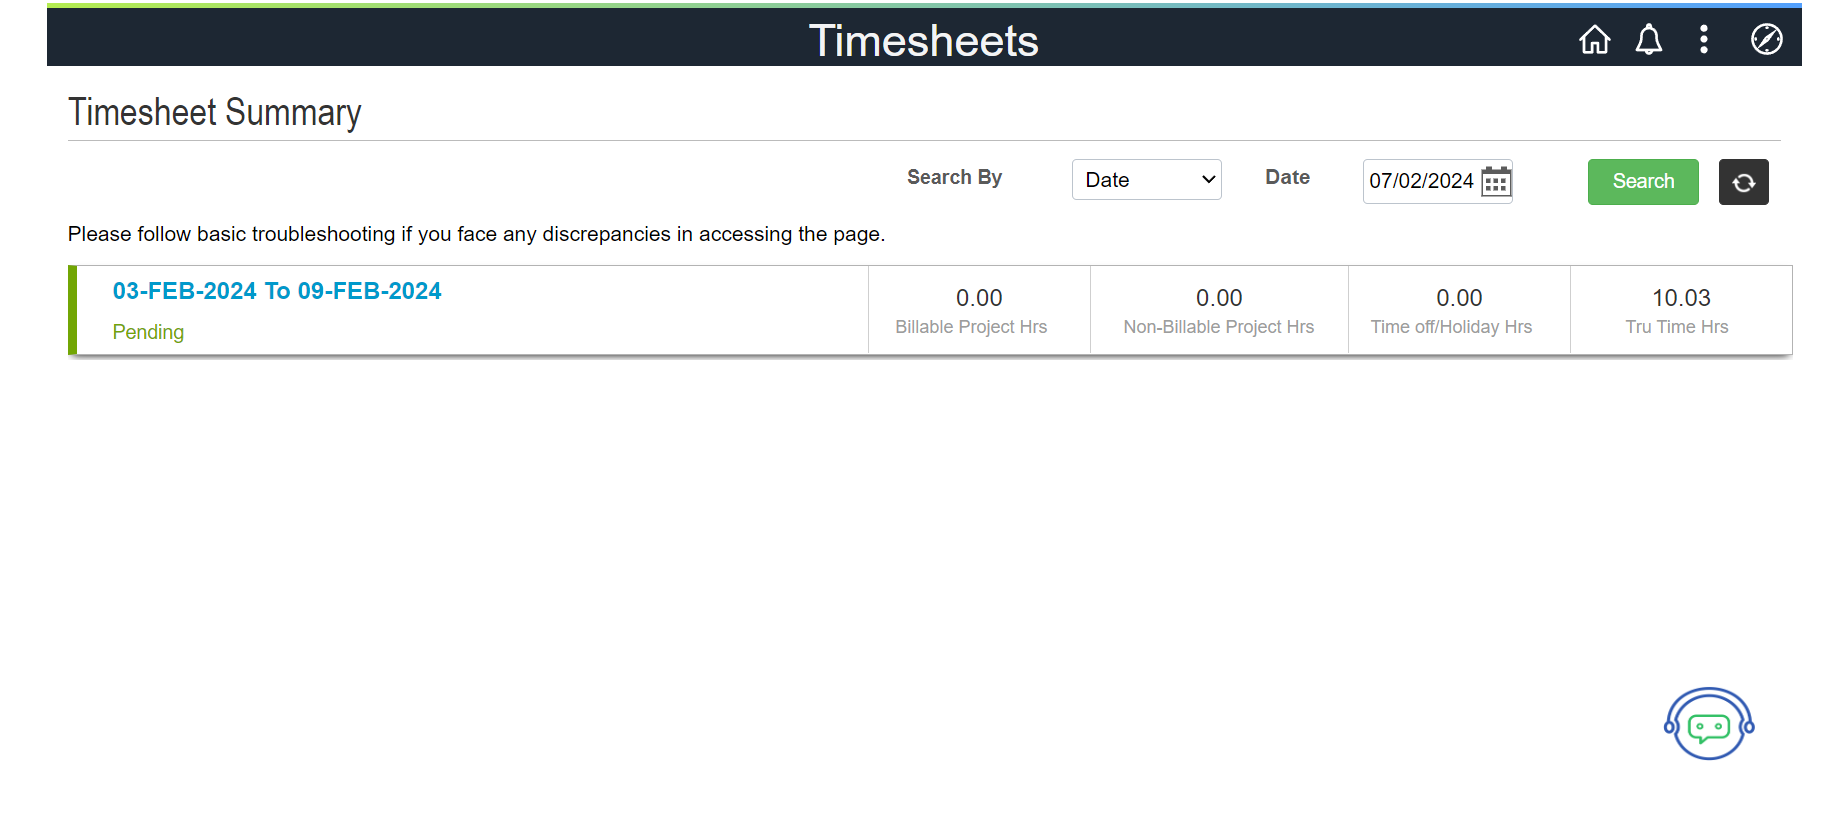 Timesheets
Timesheet Summary
Search By Date Date 07/02/2024 Search
Please follow basic troubleshooting if you face any discrepancies in accessing the page.
03-FEB-2024 To 09-FEB-2024
Pending
0.00
Billable Project Hrs
0.00
Non-Billable Project Hrs
0.00
Time off/Holiday Hrs
10.03
Tru Time Hrs